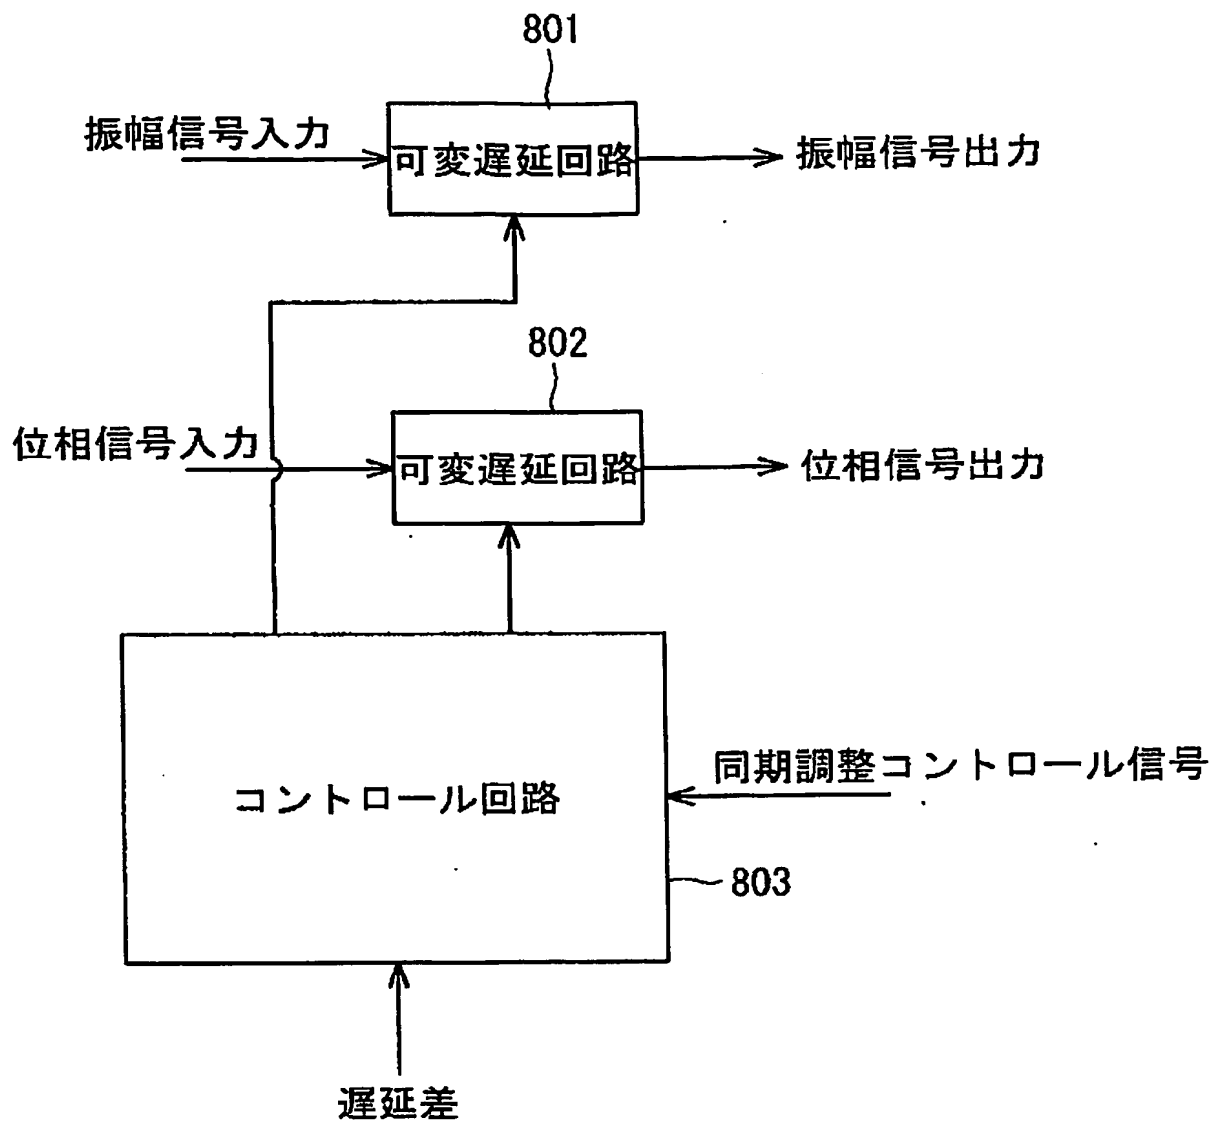 801
振幅信号入力
可変遅延回路
振幅信号出力
802
位相信号入力
可変遅延回路
位相信号出力
同期調整コントロール信号
コントロール回路
803
遅延差